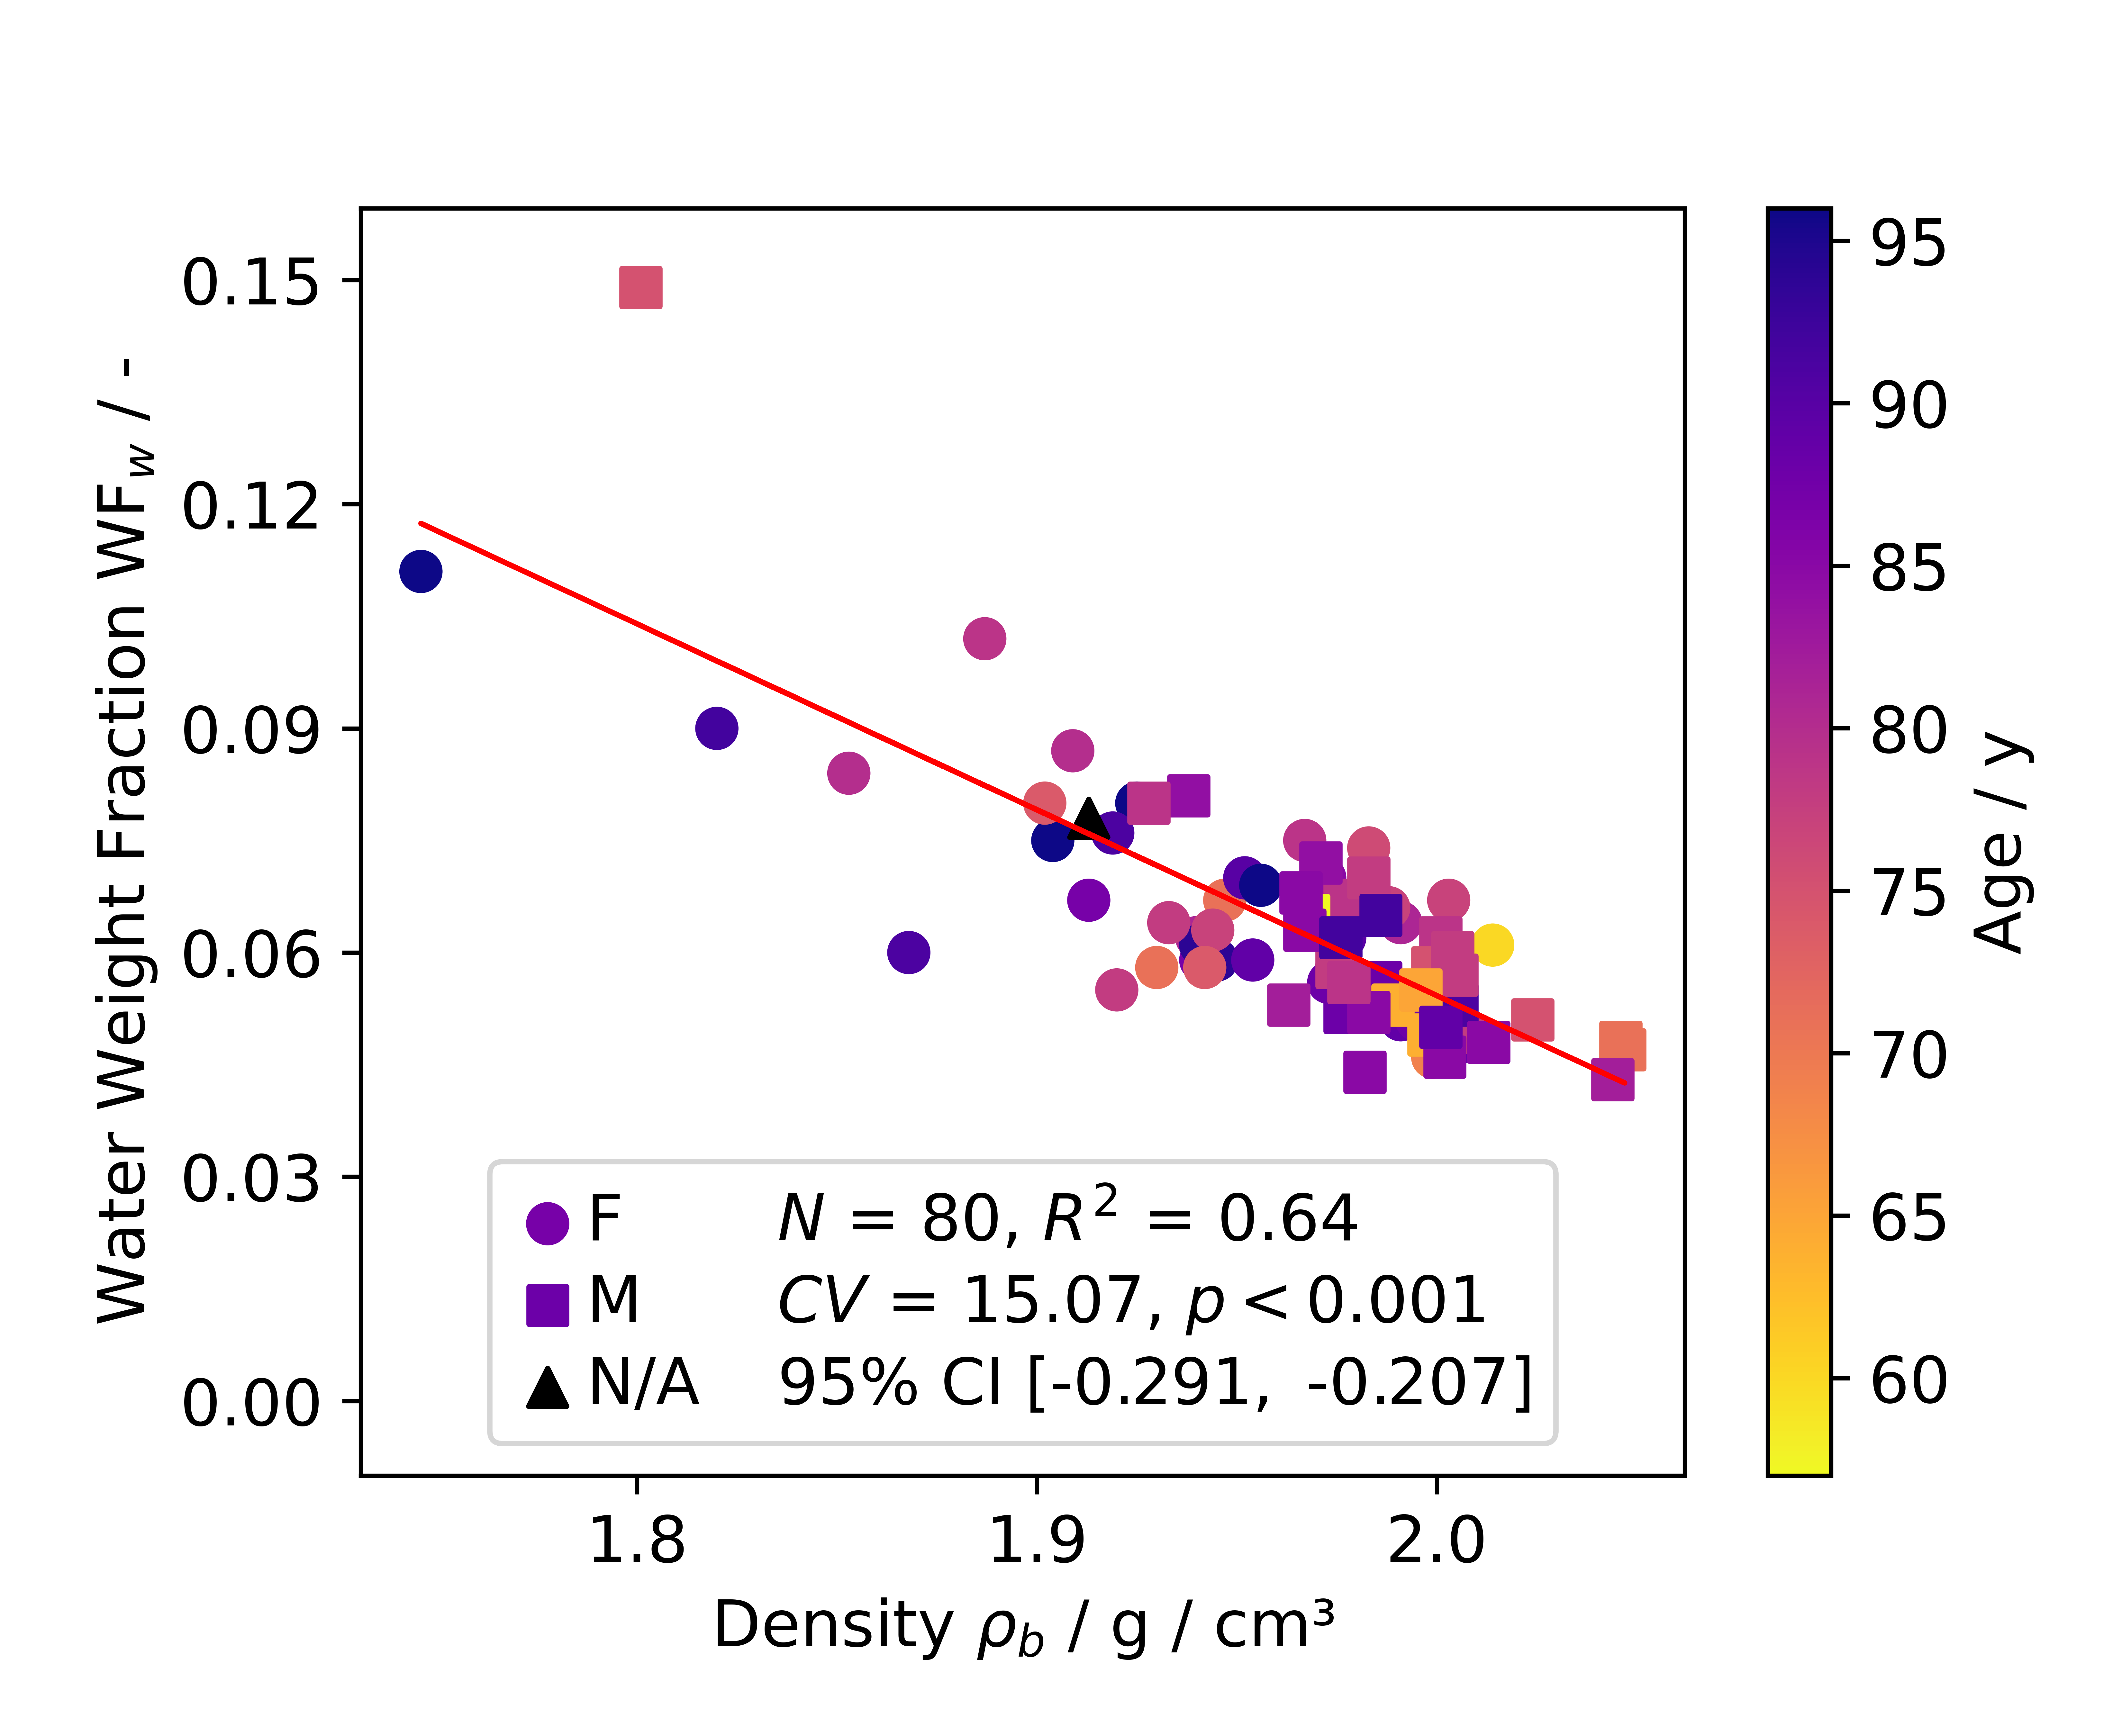 Water Weight Fraction WF_w / -
0.15
0.12
0.09
0.06
0.03
0.00
F N = 80, R² = 0.64
M CV = 15.07, p < 0.001
N/A 95% CI [-0.291, -0.207]
1.8 1.9 2.0
Density ρ_b / g / cm³
95
90
85
80
75
70
65
60
Age / y